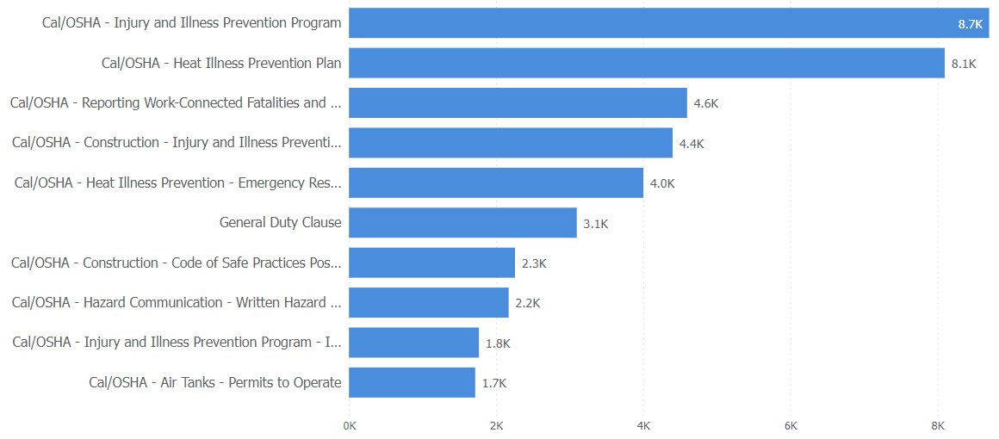 Cal/OSHA - Injury and Illness Prevention Program
8.7K
Cal/OSHA - Heat Illness Prevention Plan
8.1K
Cal/OSHA - Reporting Work-Connected Fatalities and ...
4.6K
Cal/OSHA - Construction - Injury and Illness Preventi...
4.4K
Cal/OSHA - Heat Illness Prevention - Emergency Res...
4.0K
General Duty Clause
3.1K
Cal/OSHA - Construction - Code of Safe Practices Pos...
2.3K
Cal/OSHA - Hazard Communication - Written Hazard ...
2.2K
Cal/OSHA - Injury and Illness Prevention Program - I...
1.8K
Cal/OSHA - Air Tanks - Permits to Operate
1.7K
0K 2K 4K 6K 8K